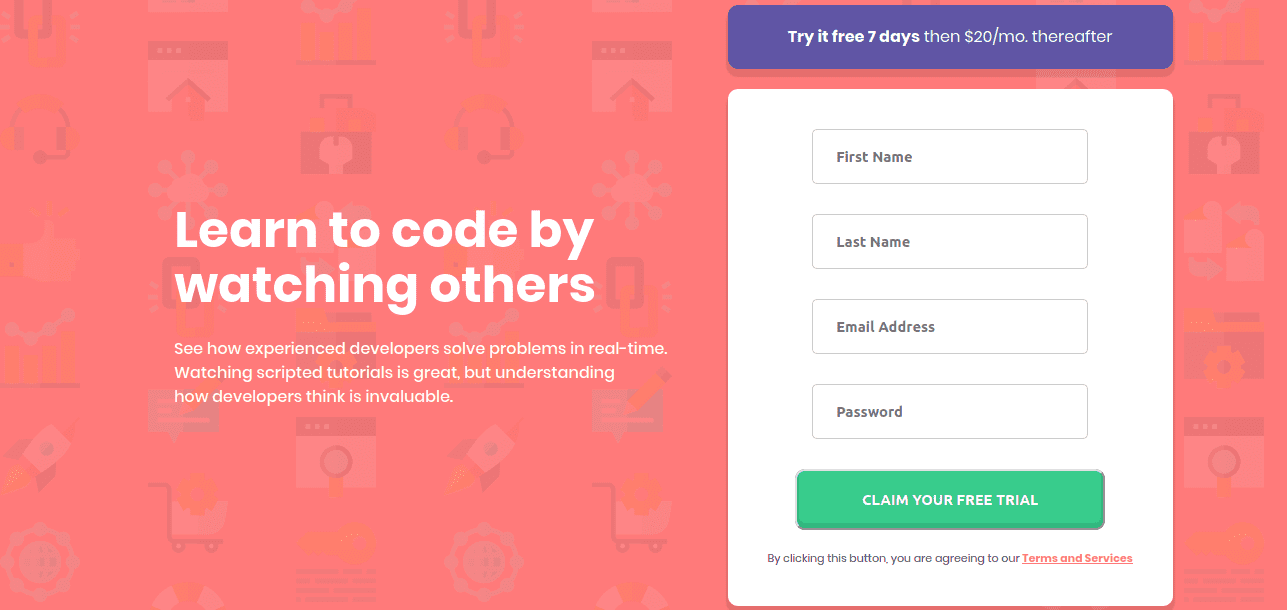 Try it free 7 days then $20/mo. thereafter
Learn to code by
watching others
See how experienced developers solve problems in real-time.
Watching scripted tutorials is great, but understanding
how developers think is invaluable.
First Name
Last Name
Email Address
Password
CLAIM YOUR FREE TRIAL
By clicking this button, you are agreeing to our Terms and Services